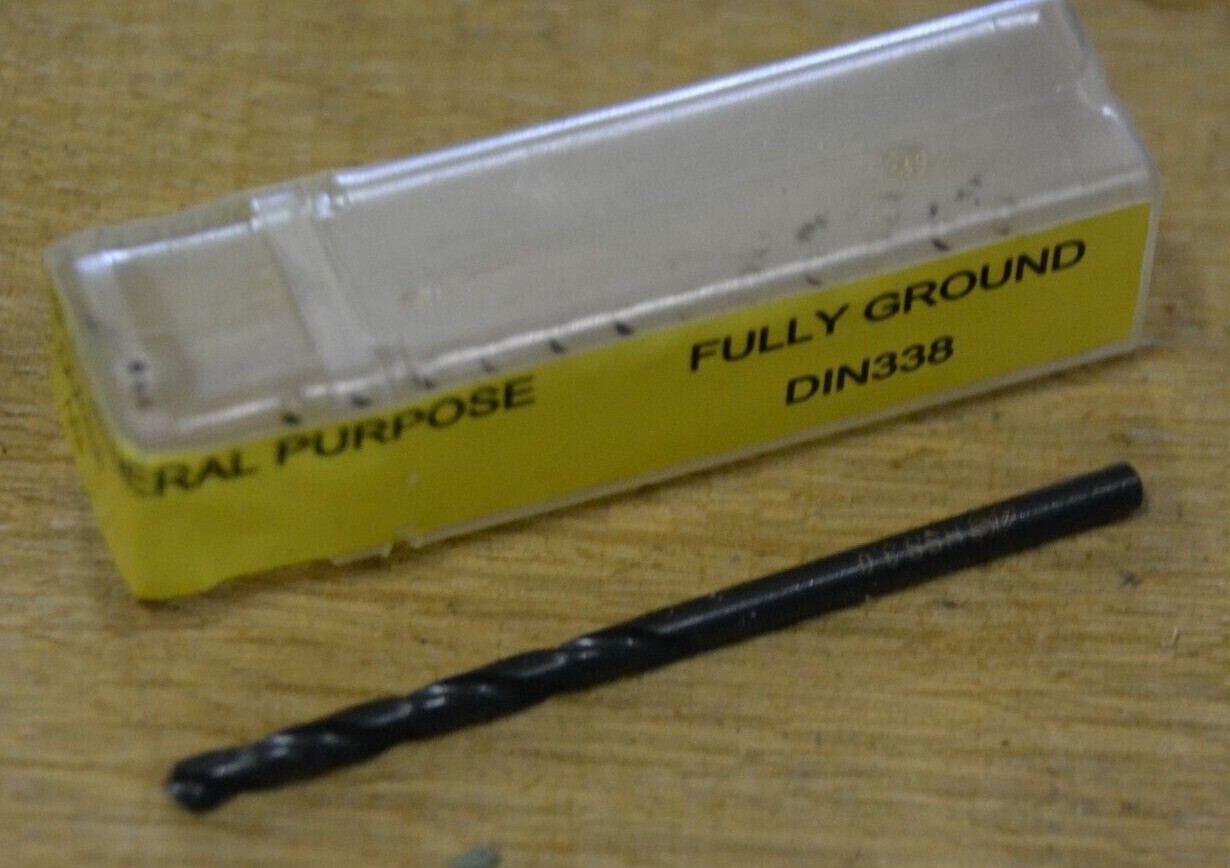 ERAL PURPOSE
FULLY GROUND
DIN338